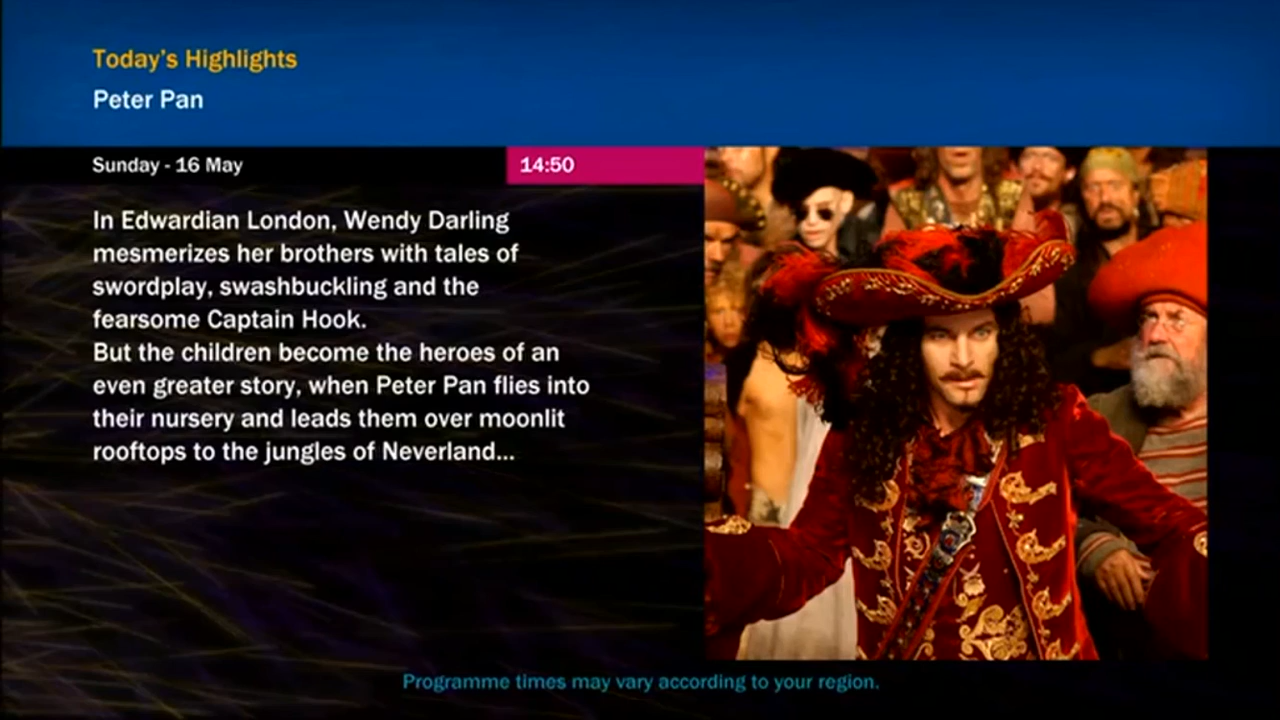 Today's Highlights
Peter Pan
Sunday - 16 May
14:50
In Edwardian London, Wendy Darling
mesmerizes her brothers with tales of
swordplay, swashbuckling and the
fearsome Captain Hook.
But the children become the heroes of an
even greater story, when Peter Pan flies into
their nursery and leads them over moonlit
rooftops to the jungles of Neverland...
Programme times may vary according to your region.